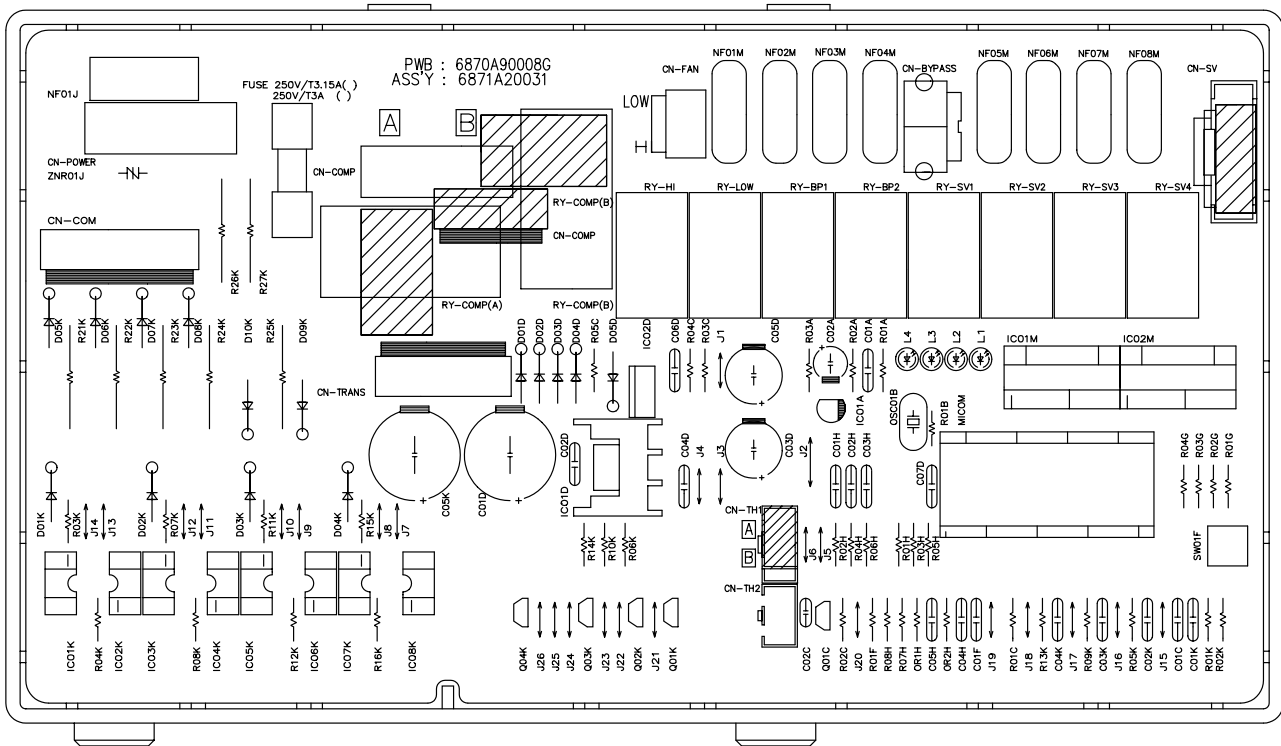 PWB : 6870A90008G
ASS'Y : 6871A20031
NF01J
FUSE 250V/T3.15A( )
250V/T3A ( )
A
B
CN-FAN
LOW
H
NF01M NF02M NF03M NF04M
CN-BYPASS
NF05M NF06M NF07M NF08M
CN-SV
CN-POWER
ZNR01J
CN-COMP
RY-COMP(B)
CN-COMP
RY-HI RY-LOW RY-BP1 RY-BP2 RY-SV1 RY-SV2 RY-SV3 RY-SV4
CN-COM
R26K R27K
RY-COMP(A)
RY-COMP(B)
D05K R21K D06K R22K D07K R23K D08K R24K D10K R25K D09K
D01D D02D D03D D04D R05C D05D IC02D C06D R04C R03C J1 C05D R03A C02A R02A C01A R01A
L4 L3 L2 L1
IC01M IC02M
CN-TRANS
IC01A
OSC01B
R01B
MICOM
C05K C01D C02D IC01D C04D J4 J3 C03D J2 C01H C02H C03H C07D
R04G R03G R02G R01G
D01K R03K J14 J13 D02K R07K J12 J11 D03K R11K J10 J9 D04K R15K J8 J7
R14K R10K R06K
CN-TH1
A
B
J6 J5 R02H R04H R06H R01H R03H R05H
SW01F
CN-TH2
IC01K R04K IC02K IC03K R08K IC04K IC05K R12K IC06K IC07K R16K IC08K
Q04K J26 J25 J24 Q03K J23 J22 Q02K J21 Q01K
C02C Q01C R02C J20 R01F R08H R07H OR1H C05H OR2H C04H C01F J19 R01C J18 R13K C04K J17 R09K C03K J16 R05K C02K J15 C01C C01K R01K R02K